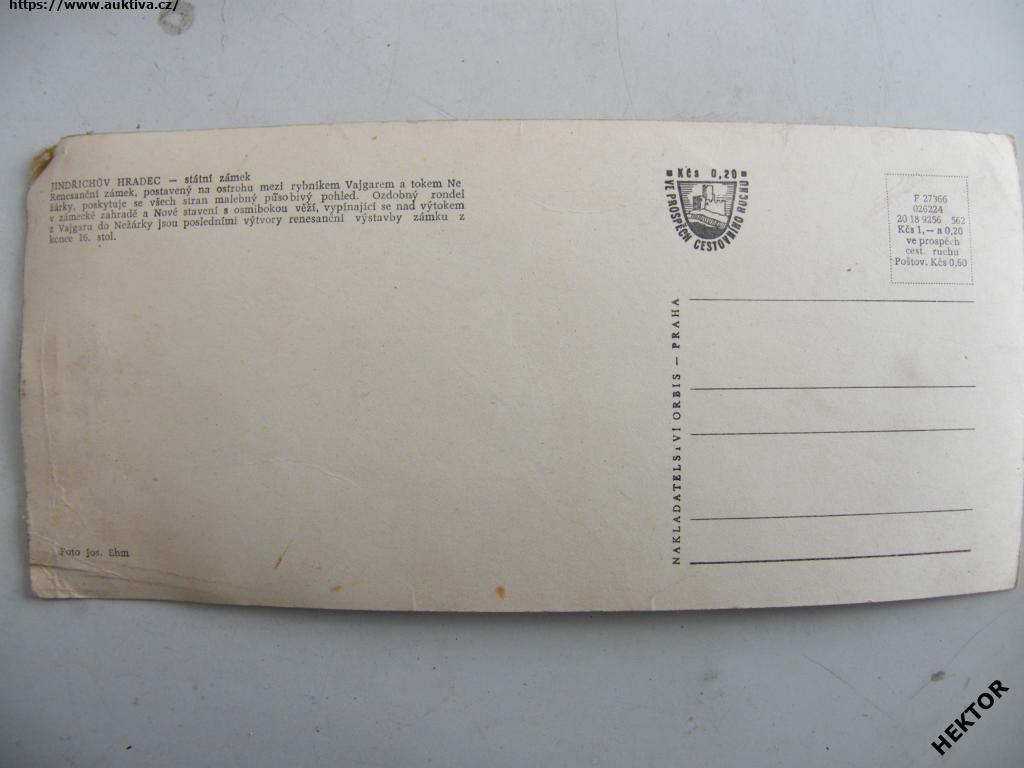 https://www.auktiva.cz/
JINDŘICHŮV HRADEC — státní zámek
Renesanční zámek, postavený na ostrohu mezi rybníkem Vajgarem a tokem Ne
žárky, poskytuje se všech stran malebný působivý pohled. Ozdobný rondel
v zámecké zahradě a Nové stavení s osmibokou věží, vypínající se nad výtokem
z Vajgaru do Nežárky jsou posledními výtvory renesanční výstavby zámku z
konce 16. stol.
Foto jos. Ehm
Kčs 0,20
VE PROSPĚCH CESTOVNÍHO RUCHU
NAKLADATELSTVÍ ORBIS — PRAHA
F 27366
026224
20 18 9256 562
Kčs 1,— a 0,20
ve prospěch
cest. ruchu
Poštov. Kčs 0,60
HEKTOR